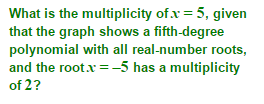 What is the multiplicity of x = 5, given
that the graph shows a fifth-degree
polynomial with all real-number roots,
and the root x = −5 has a multiplicity
of 2?